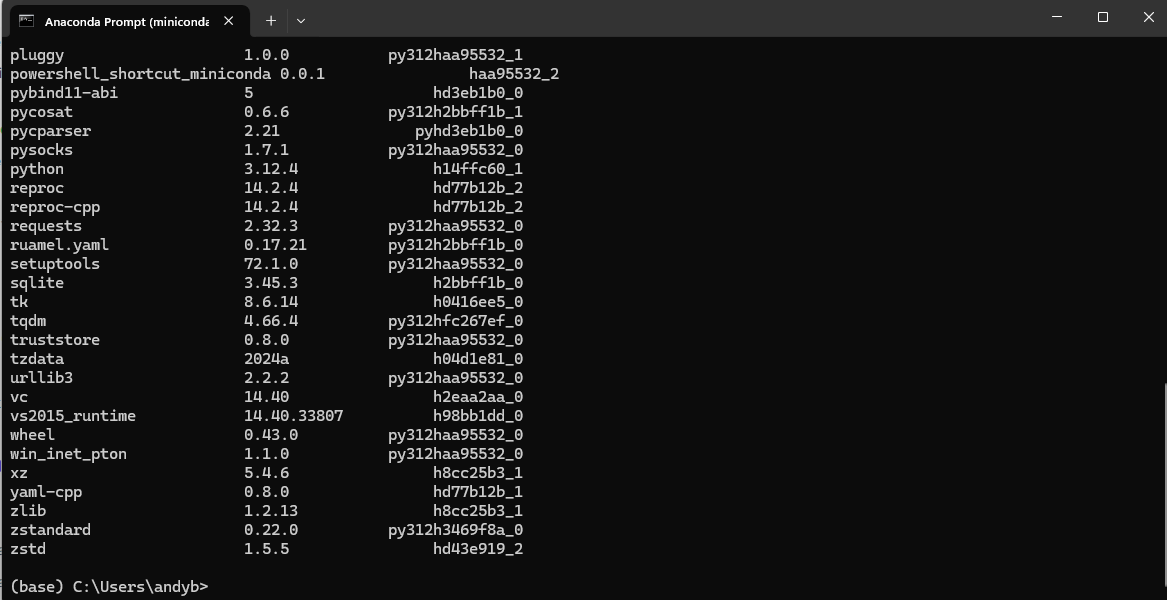 Anaconda Prompt (minicond
pluggy 1.0.0 py312haa95532_1
powershell_shortcut_miniconda 0.0.1 haa95532_2
pybind11-abi 5 hd3eb1b0_0
pycosat 0.6.6 py312h2bbff1b_1
pycparser 2.21 pyhd3eb1b0_0
pysocks 1.7.1 py312haa95532_0
python 3.12.4 h14ffc60_1
reproc 14.2.4 hd77b12b_2
reproc-cpp 14.2.4 hd77b12b_2
requests 2.32.3 py312haa95532_0
ruamel.yaml 0.17.21 py312h2bbff1b_0
setuptools 72.1.0 py312haa95532_0
sqlite 3.45.3 h2bbff1b_0
tk 8.6.14 h0416ee5_0
tqdm 4.66.4 py312hfc267ef_0
truststore 0.8.0 py312haa95532_0
tzdata 2024a h04d1e81_0
urllib3 2.2.2 py312haa95532_0
vc 14.40 h2eaa2aa_0
vs2015_runtime 14.40.33807 h98bb1dd_0
wheel 0.43.0 py312haa95532_0
win_inet_pton 1.1.0 py312haa95532_0
xz 5.4.6 h8cc25b3_1
yaml-cpp 0.8.0 hd77b12b_1
zlib 1.2.13 h8cc25b3_1
zstandard 0.22.0 py312h3469f8a_0
zstd 1.5.5 hd43e919_2
(base) C:\Users\andyb>